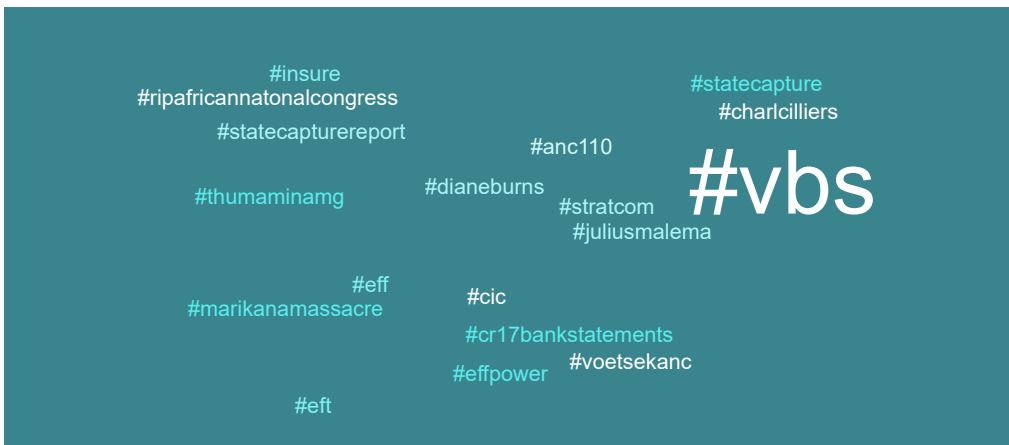 #insure
#statecapture
#ripafricannatonalcongress
#charlcilliers
#statecapturereport
#anc110
#vbs
#dianeburns
#thumaminamg
#stratcom
#juliusmalema
#eff
#cic
#marikanamassacre
#cr17bankstatements
#voetsekanc
#effpower
#eft